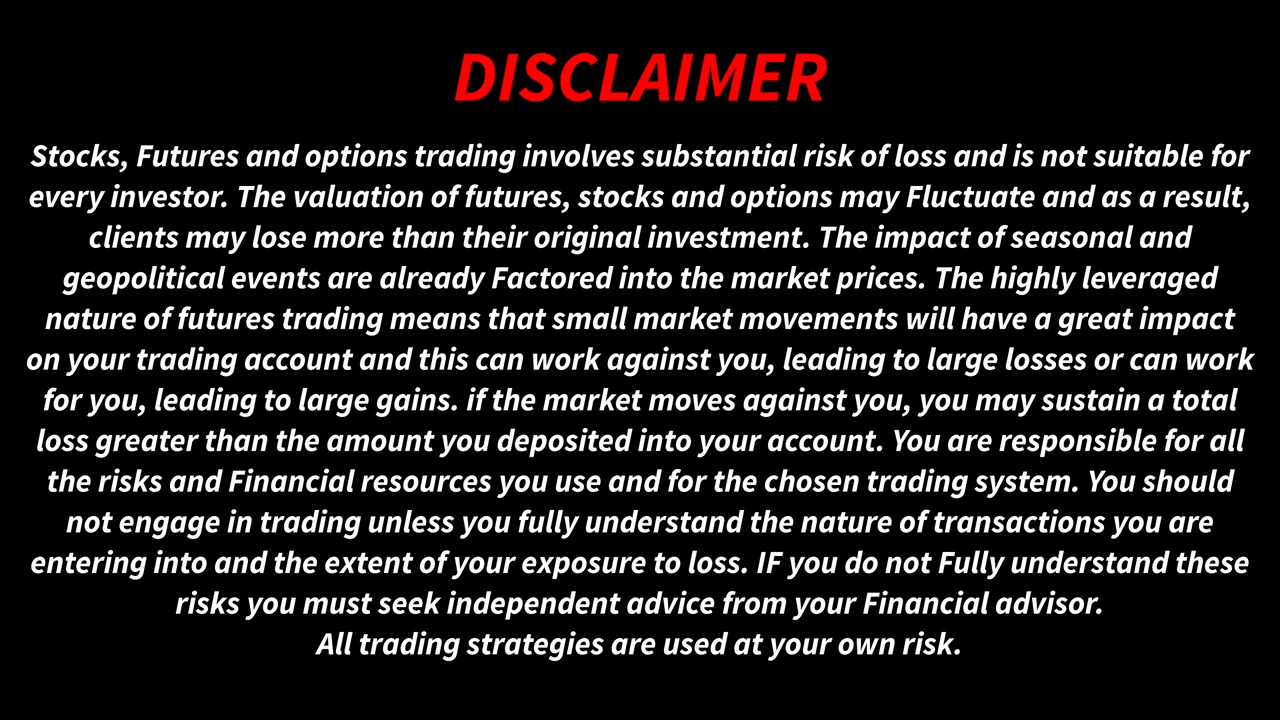 DISCLAIMER
Stocks, Futures and options trading involves substantial risk of loss and is not suitable for
every investor. The valuation of futures, stocks and options may Fluctuate and as a result,
clients may lose more than their original investment. The impact of seasonal and
geopolitical events are already Factored into the market prices. The highly leveraged
nature of futures trading means that small market movements will have a great impact
on your trading account and this can work against you, leading to large losses or can work
for you, leading to large gains. if the market moves against you, you may sustain a total
loss greater than the amount you deposited into your account. You are responsible for all
the risks and Financial resources you use and for the chosen trading system. You should
not engage in trading unless you fully understand the nature of transactions you are
entering into and the extent of your exposure to loss. IF you do not Fully understand these
risks you must seek independent advice from your Financial advisor.
All trading strategies are used at your own risk.